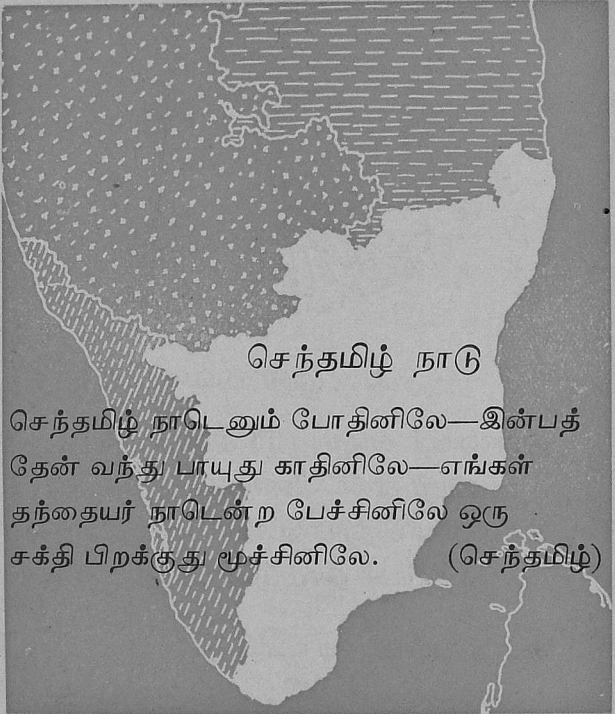 செந்தமிழ் நாடு
செந்தமிழ் நாடெனும் போதினிலே—இன்பத்
தேன் வந்து பாயுது காதினிலே—எங்கள்
தந்தையர் நாடென்ற பேச்சினிலே ஒரு
சக்தி பிறக்குது மூச்சினிலே. (செந்தமிழ்)